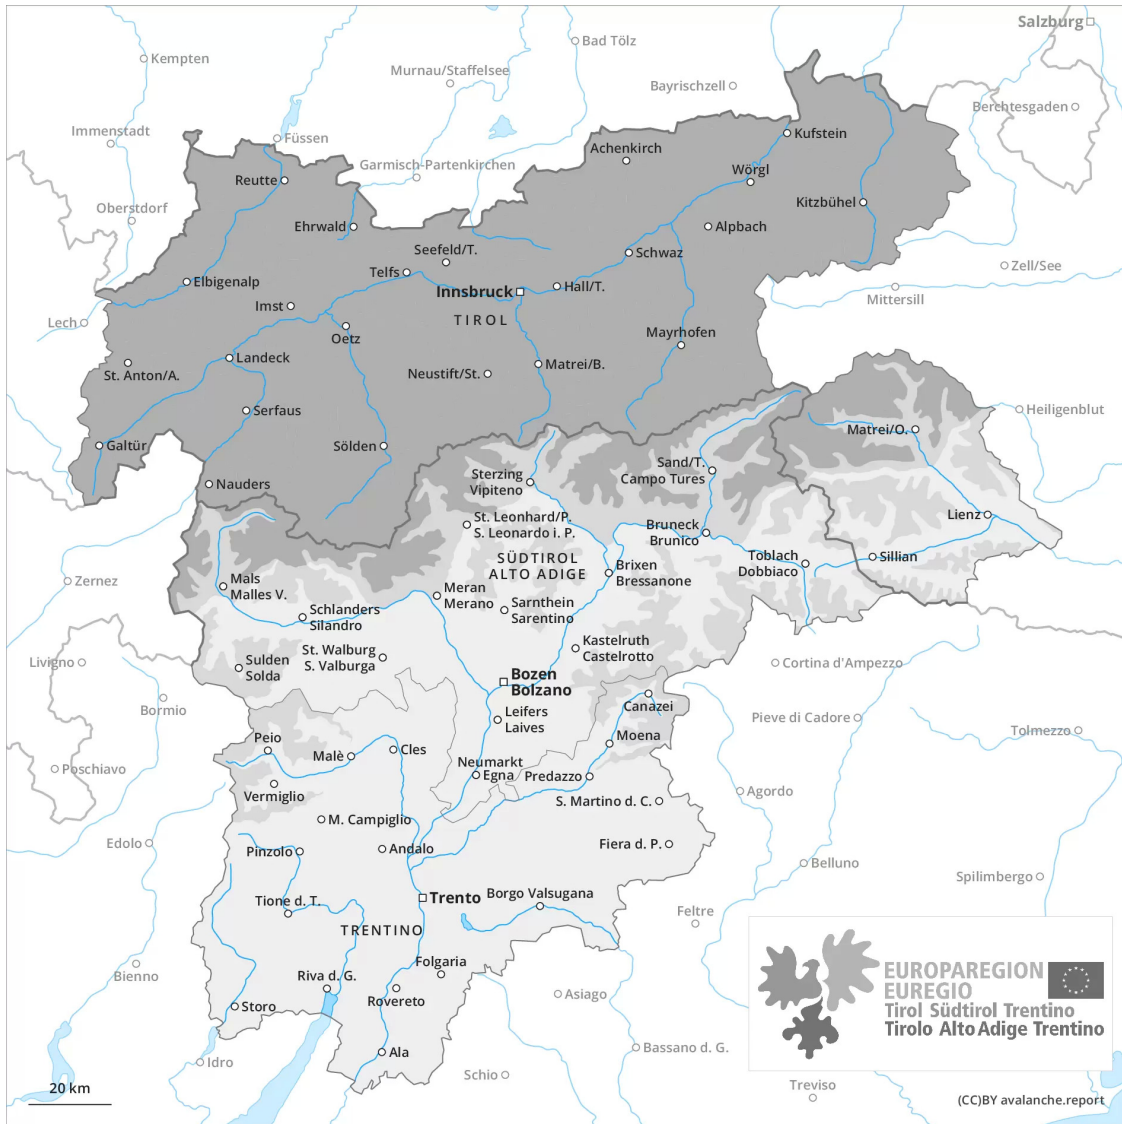 Salzburg
Bad Tölz
Kempten
Murnau/Staffelsee
Bayrischzell
Berchtesgaden
Immenstadt
Füssen
Kufstein
Achenkirch
Garmisch-Partenkirchen
Wörgl
Reutte
Kitzbühel
Oberstdorf
Ehrwald
Alpbach
Seefeld/T.
Schwaz
Telfs
Zell/See
Elbigenalp
Innsbruck
Hall/T.
Mittersill
Imst
TIROL
Lech
Oetz
Mayrhofen
Landeck
Matrei/B.
St. Anton/A.
Neustift/St.
Serfaus
Heiligenblut
Matrei/O.
Galtür
Sölden
Sand/T.
Campo Tures
Sterzing
Vipiteno
Nauders
St. Leonhard/P.
S. Leonardo i. P.
Lienz
Bruneck
Brunico
SÜDTIROL
ALTO ADIGE
Toblach
Dobbiaco
Sillian
Brixen
Bressanone
Zernez
Mals
Malles V.
Meran
Merano
Sarnthein
Sarentino
Schlanders
Silandro
Kastelruth
Castelrotto
St. Walburg
S. Valburga
Livigno
Sulden
Solda
Cortina d'Ampezzo
Bozen
Bolzano
Bormio
Canazei
Leifers
Laives
Pieve di Cadore
Tolmezzo
Peio
Moena
Malè
Cles
Poschiavo
Neumarkt
Egna
Predazzo
Vermiglio
Agordo
S. Martino d. C.
M. Campiglio
Edolo
Pinzolo
Andalo
Fiera d. P.
Belluno
Spilimbergo
Tione d. T.
Trento
Borgo Valsugana
Feltre
TRENTINO
Folgaria
Bienno
Riva d. G.
Rovereto
Asiago
Storo
EUROPAREGION
EUREGIO
Tirol Südtirol Trentino
Tirolo Alto Adige Trentino
Ala
Bassano d. G.
Idro
Schio
Treviso
20 km
(CC)BY avalanche.report